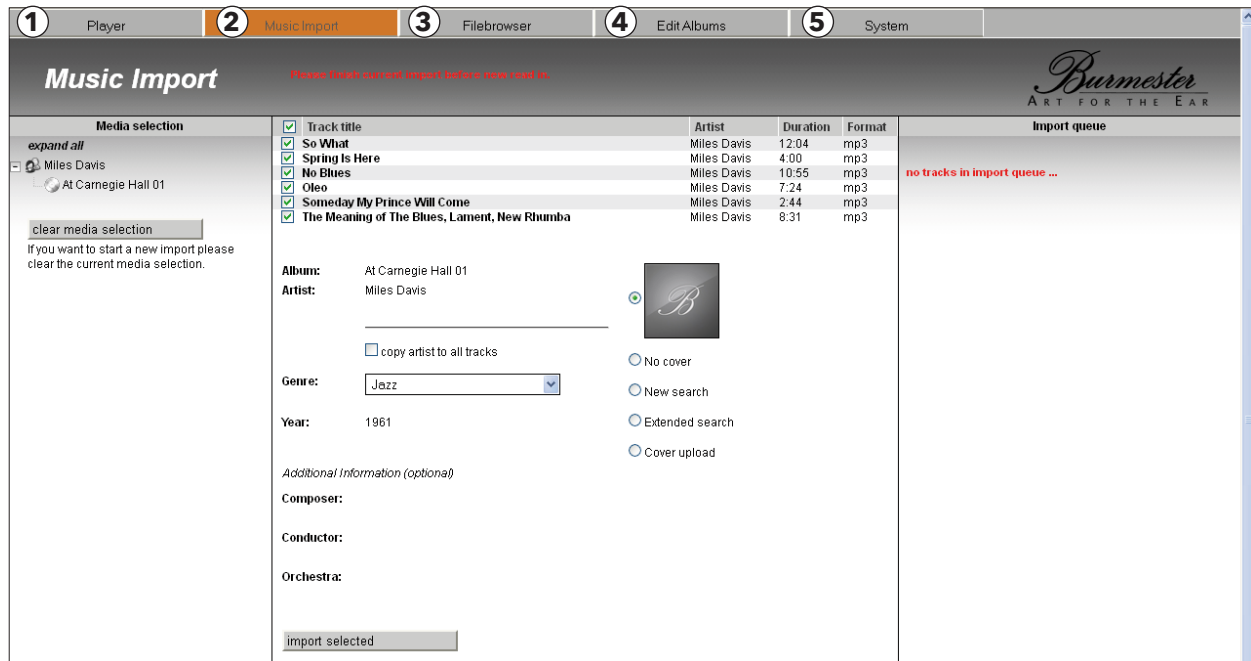 1 Player 2 Music Import 3 Filebrowser 4 Edit Albums 5 System
Music Import
Please finish current import before new read in.
Burmester
ART FOR THE EAR
Media selection
expand all
Miles Davis
At Carnegie Hall 01
clear media selection
If you want to start a new import please
clear the current media selection.
Track title Artist Duration Format
So What Miles Davis 12:04 mp3
Spring Is Here Miles Davis 4:00 mp3
No Blues Miles Davis 10:55 mp3
Oleo Miles Davis 7:24 mp3
Someday My Prince Will Come Miles Davis 2:44 mp3
The Meaning of The Blues, Lament, New Rhumba Miles Davis 8:31 mp3
Album: At Carnegie Hall 01
Artist: Miles Davis
copy artist to all tracks
Genre: Jazz
Year: 1961
Additional Information (optional)
Composer:
Conductor:
Orchestra:
import selected
B
No cover
New search
Extended search
Cover upload
Import queue
no tracks in import queue ...